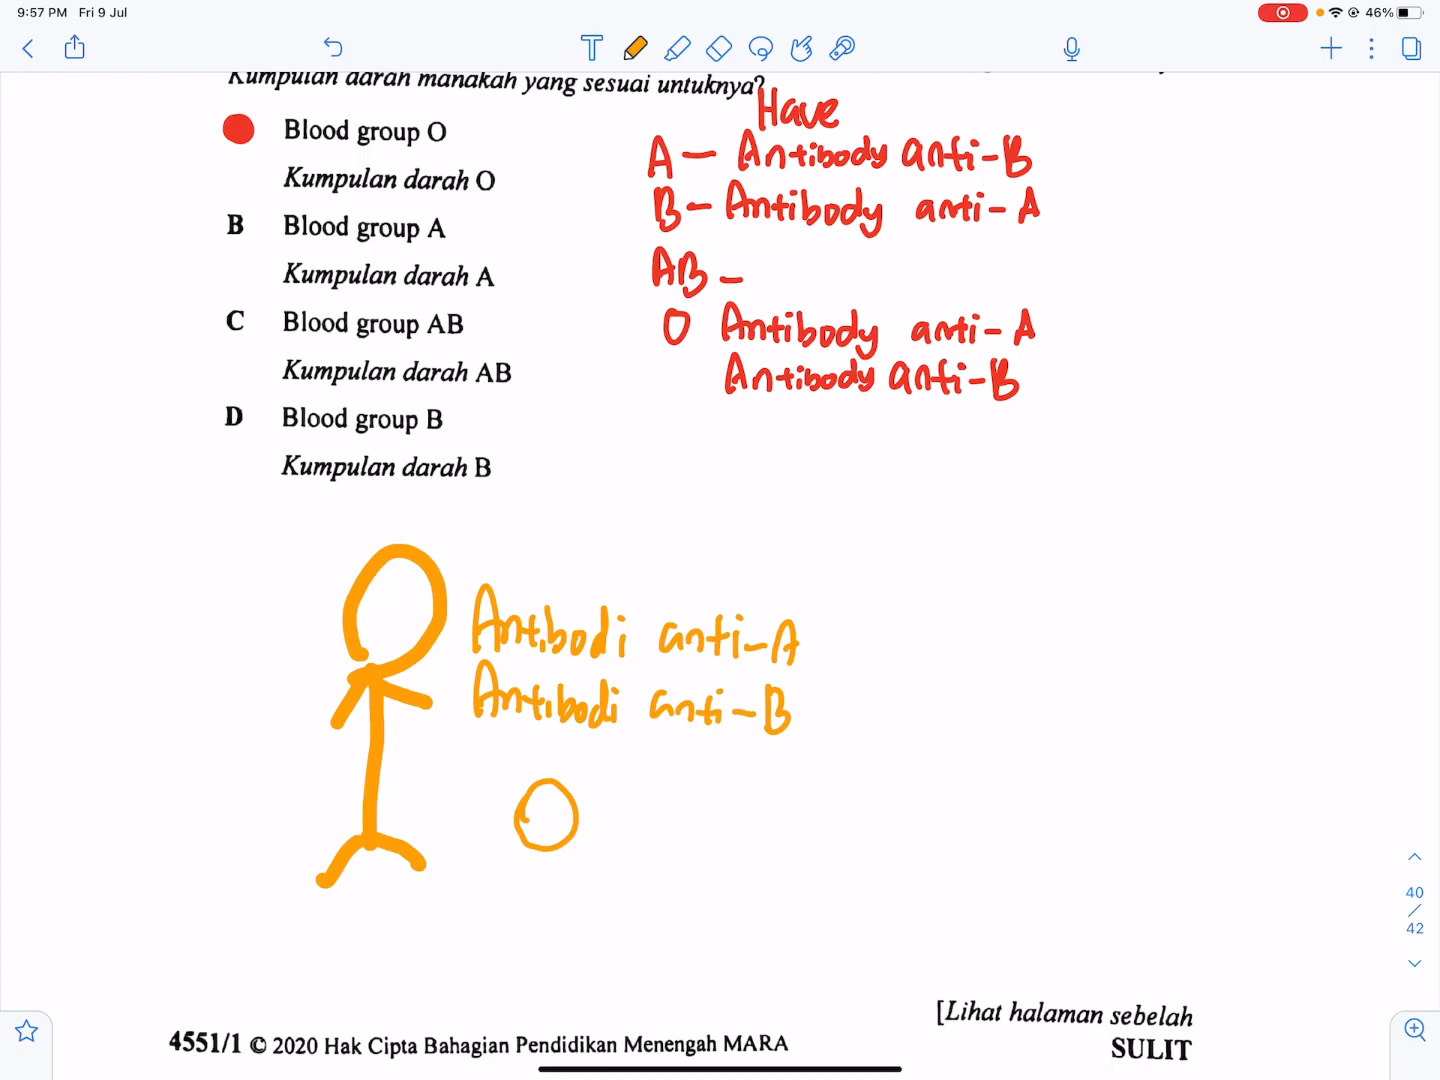 9:57 PM Fri 9 Jul
46%
Kumpulan darah manakah yang sesuai untuknya?
Have
Blood group O
A – Antibody anti-B
Kumpulan darah O
B – Antibody anti-A
B Blood group A
Kumpulan darah A
AB –
C Blood group AB
O Antibody anti-A
Kumpulan darah AB
Antibody anti-B
D Blood group B
Kumpulan darah B
Antibodi anti-A
Antibodi anti-B
40
/
42
[Lihat halaman sebelah
4551/1 © 2020 Hak Cipta Bahagian Pendidikan Menengah MARA
SULIT